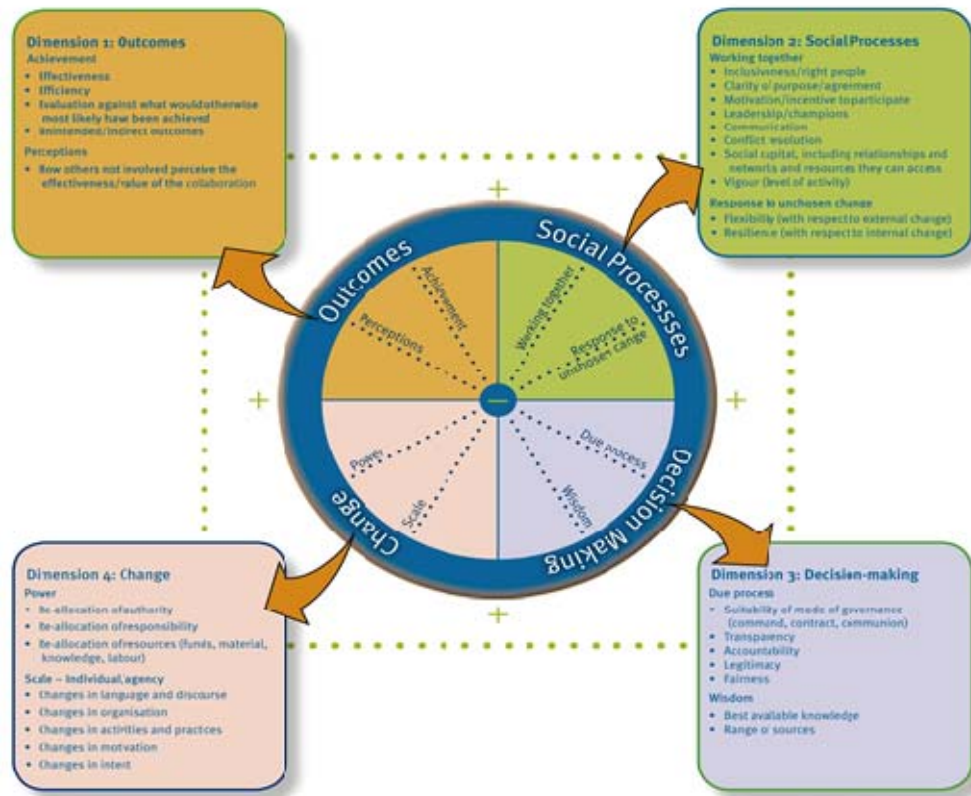 Dimension 1: Outcomes
Achievement
• Effectiveness
• Efficiency
• Evaluation against what would otherwise
most likely have been achieved
• Unintended/indirect outcomes
Perceptions
• How others not involved perceive the
effectiveness/value of the collaboration
Dimension 2: Social Processes
Working together
• Inclusiveness/right people
• Clarity of purpose/agreement
• Motivation/incentive to participate
• Leadership/champions
• Communication
• Conflict resolution
• Social capital, including relationships and
networks and resources they can access
• Vigour (level of activity)
Response to unchosen change
• Flexibility (with respect to external change)
• Resilience (with respect to internal change)
+
Outcomes
Social Processses
Achievement
Perceptions
Working together
Response to
unchosen cange
+
–
+
Power
Scale
Due process
Wisdom
Change
Decision Making
+
Dimension 4: Change
Power
• Re-allocation of authority
• Re-allocation of responsibility
• Re-allocation of resources (funds, material,
knowledge, labour)
Scale – Individual/agency
• Changes in language and discourse
• Changes in organisation
• Changes in activities and practices
• Changes in motivation
• Changes in intent
Dimension 3: Decision-making
Due process
• Suitability of mode of governance
(command, contract, communion)
• Transparency
• Accountability
• Legitimacy
• Fairness
Wisdom
• Best available knowledge
• Range of sources